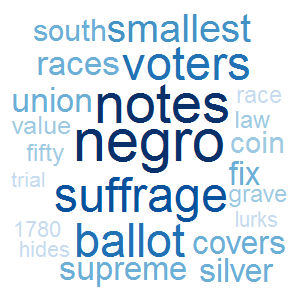 south smallest
races voters
union notes race
value negro law
fifty coin
trial suffrage fix
grave
1780 ballot lurks
hides covers
supreme silver